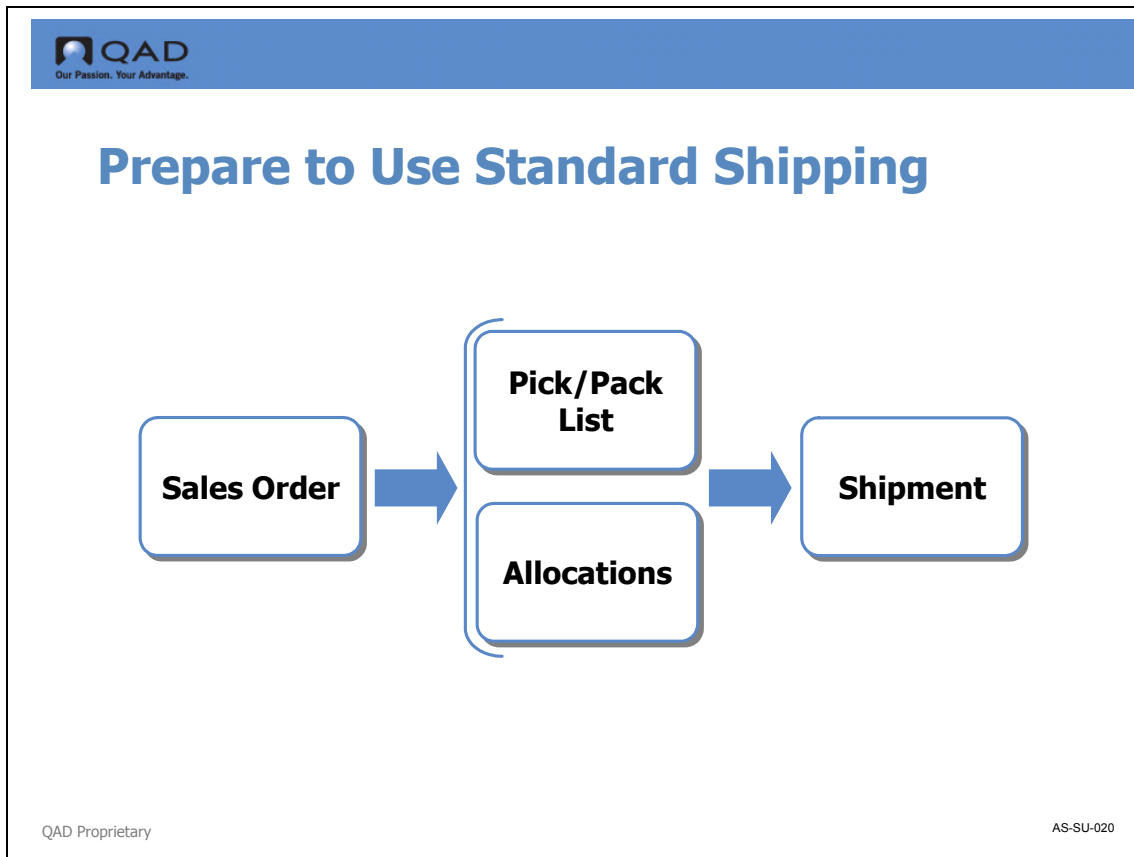 QAD
Our Passion. Your Advantage.
Prepare to Use Standard Shipping
Sales Order
Pick/Pack
List
Allocations
Shipment
QAD Proprietary
AS-SU-020